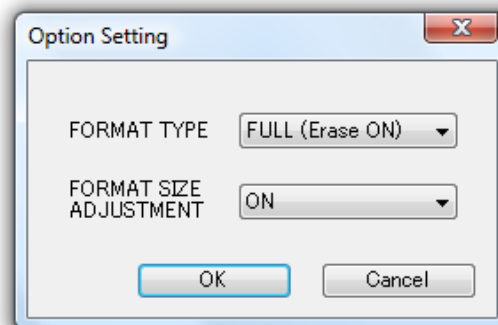 Option Setting
FORMAT TYPE
FULL (Erase ON)
FORMAT SIZE
ADJUSTMENT
ON
OK
Cancel